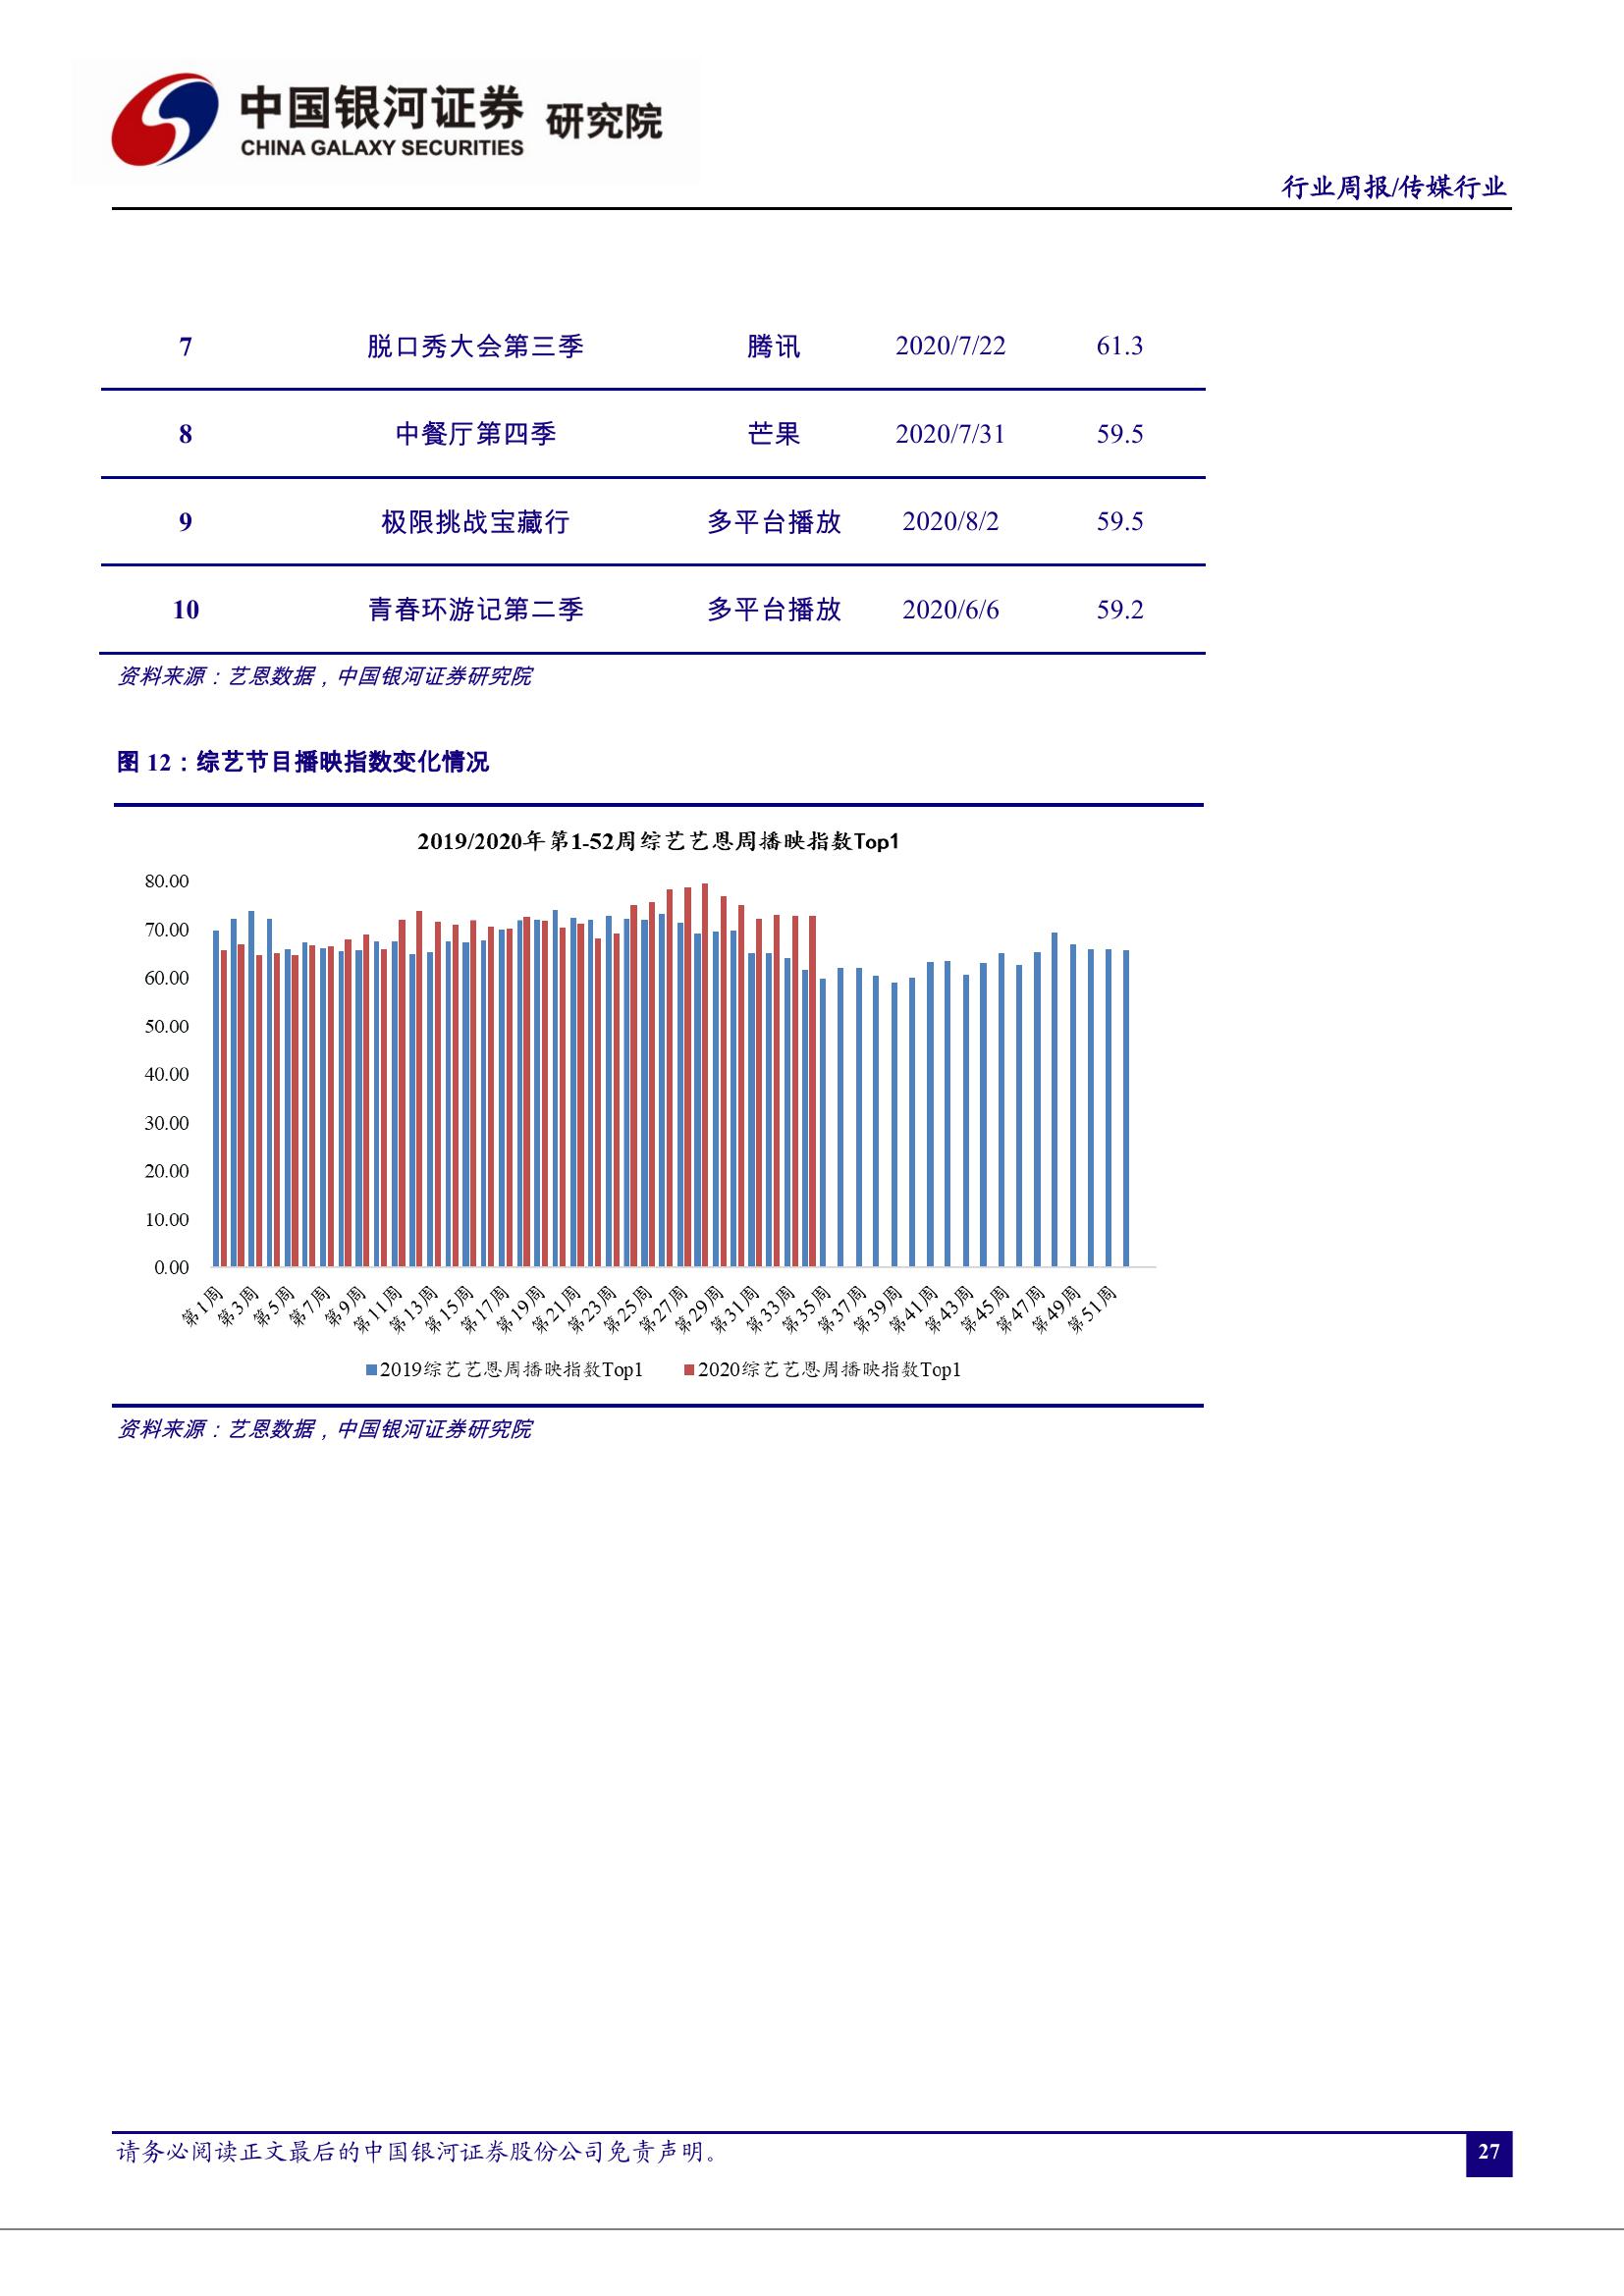 中国银河证券 研究院
CHINA GALAXY SECURITIES
行业周报/传媒行业
7 脱口秀大会第三季 腾讯 2020/7/22 61.3
8 中餐厅第四季 芒果 2020/7/31 59.5
9 极限挑战宝藏行 多平台播放 2020/8/2 59.5
10 青春环游记第二季 多平台播放 2020/6/6 59.2
资料来源：艺恩数据，中国银河证券研究院
图 12：综艺节目播映指数变化情况
2019/2020年第1-52周综艺艺恩周播映指数Top1
80.00
70.00
60.00
50.00
40.00
30.00
20.00
10.00
0.00
第1周 第3周 第5周 第7周 第9周 第11周 第13周 第15周 第17周 第19周 第21周 第23周 第25周 第27周 第29周 第31周 第33周 第35周 第37周 第39周 第41周 第43周 第45周 第47周 第49周 第51周
2019综艺艺恩周播映指数Top1 2020综艺艺恩周播映指数Top1
资料来源：艺恩数据，中国银河证券研究院
请务必阅读正文最后的中国银河证券股份公司免责声明。
27